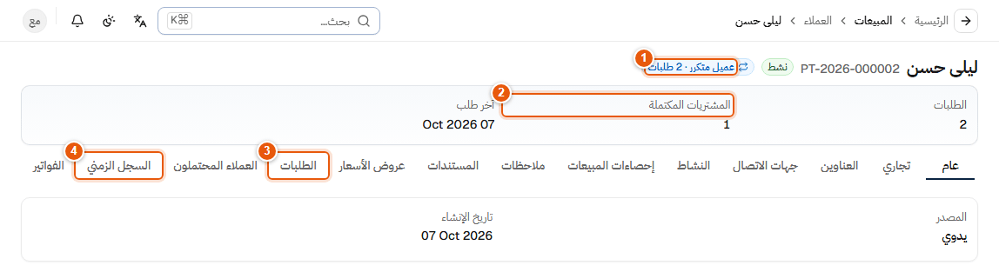 الرئيسية
المبيعات
العملاء
ليلى حسن
بحث...
⌘K
مع
ليلى حسن
PT-2026-000002
نشط
عميل متكرر · 2 طلبات
1
الطلبات
2
المشتريات المكتملة
1
2
آخر طلب
07 Oct 2026
عام
تجاري
العناوين
جهات الاتصال
النشاط
إحصاءات المبيعات
ملاحظات
المستندات
عروض الأسعار
الطلبات
3
العملاء المحتملون
السجل الزمني
4
الفواتير
المصدر
يدوي
تاريخ الإنشاء
07 Oct 2026